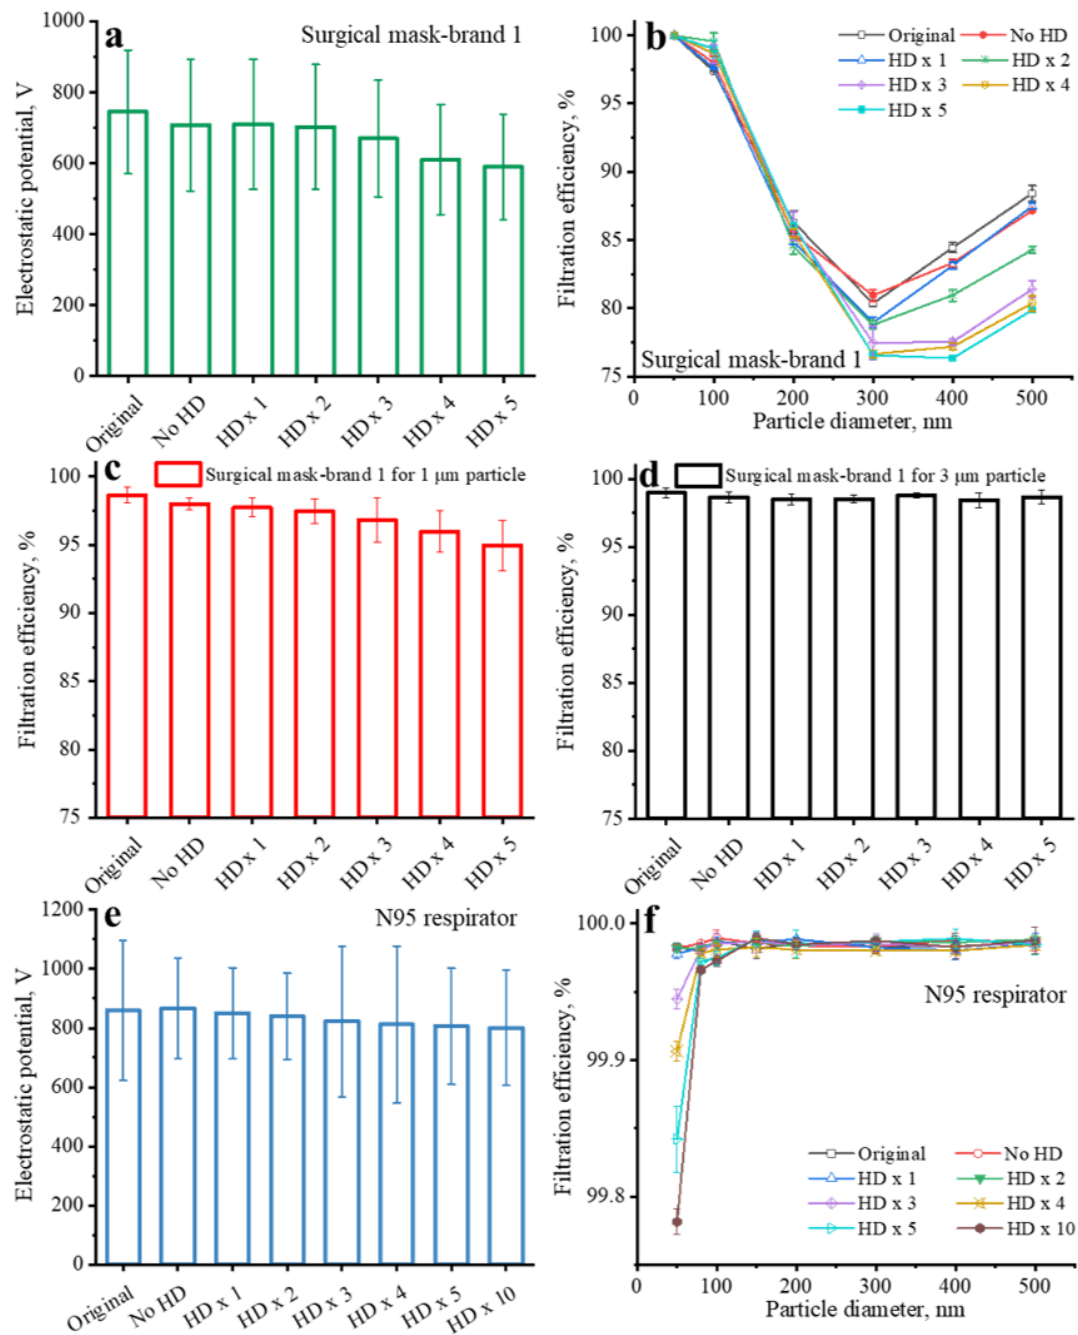 a
Surgical mask-brand 1
Electrostatic potential, V
1000
800
600
400
200
0
Original
No HD
HD x 1
HD x 2
HD x 3
HD x 4
HD x 5
b
Original
No HD
HD x 1
HD x 2
HD x 3
HD x 4
HD x 5
Filtration efficiency, %
100
95
90
85
80
75
Surgical mask-brand 1
0
100
200
300
400
500
Particle diameter, nm
c
Surgical mask-brand 1 for 1 μm particle
Filtration efficiency, %
100
95
90
85
80
75
Original
No HD
HD x 1
HD x 2
HD x 3
HD x 4
HD x 5
d
Surgical mask-brand 1 for 3 μm particle
Filtration efficiency, %
100
95
90
85
80
75
Original
No HD
HD x 1
HD x 2
HD x 3
HD x 4
HD x 5
e
N95 respirator
Electrostatic potential, V
1200
1000
800
600
400
200
0
Original
No HD
HD x 1
HD x 2
HD x 3
HD x 4
HD x 5
HD x 10
f
N95 respirator
Filtration efficiency, %
100.0
99.9
99.8
Original
No HD
HD x 1
HD x 2
HD x 3
HD x 4
HD x 5
HD x 10
0
100
200
300
400
500
Particle diameter, nm